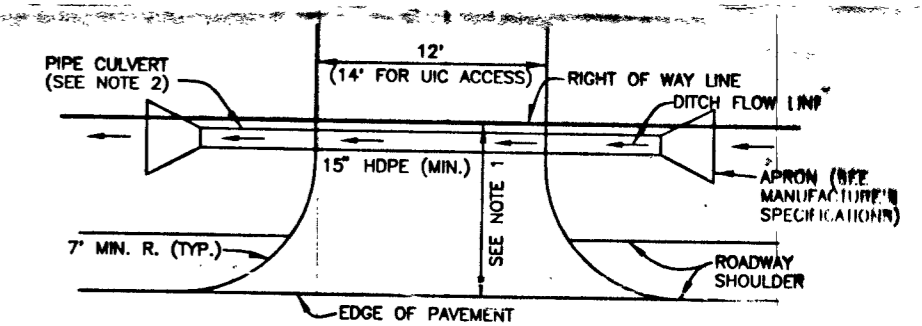 12'
(14' FOR UIC ACCESS)
PIPE CULVERT
(SEE NOTE 2)
RIGHT OF WAY LINE
DITCH FLOW LINE
15" HDPE (MIN.)
SEE NOTE 1
APRON (SEE
MANUFACTURE'S
SPECIFICATIONS)
7' MIN. R. (TYP.)
ROADWAY
SHOULDER
EDGE OF PAVEMENT